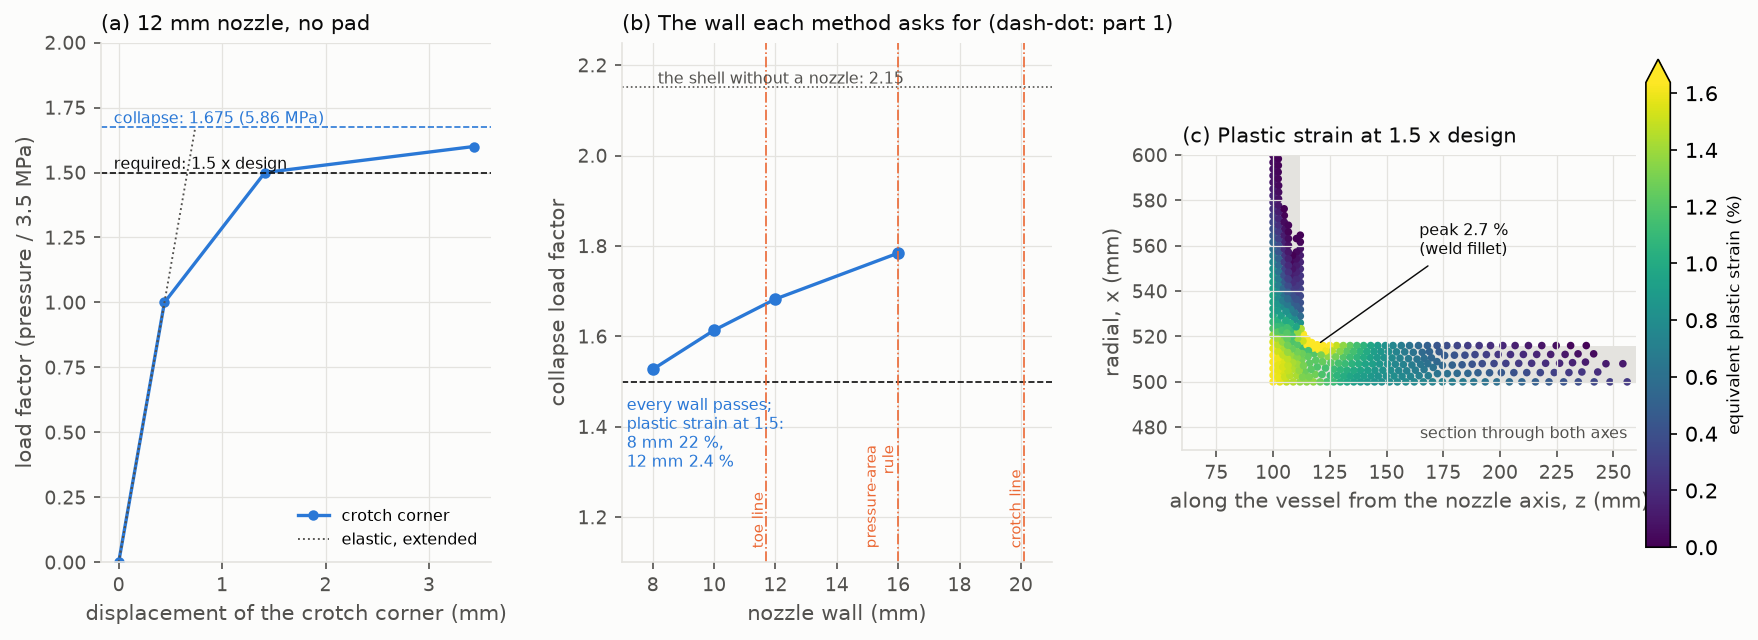 (a) 12 mm nozzle, no pad
load factor (pressure / 3.5 MPa)
2.00
1.75
1.50
1.25
1.00
0.75
0.50
0.25
0.00
collapse: 1.675 (5.86 MPa)
required: 1.5 x design
crotch corner
elastic, extended
0
1
2
3
displacement of the crotch corner (mm)
(b) The wall each method asks for (dash-dot: part 1)
collapse load factor
2.2
2.0
1.8
1.6
1.4
1.2
the shell without a nozzle: 2.15
every wall passes;
plastic strain at 1.5:
8 mm 22 %,
12 mm 2.4 %
toe line
pressure-area
rule
crotch line
8
10
12
14
16
18
20
nozzle wall (mm)
(c) Plastic strain at 1.5 x design
radial, x (mm)
600
580
560
540
520
500
480
peak 2.7 %
(weld fillet)
section through both axes
75
100
125
150
175
200
225
250
along the vessel from the nozzle axis, z (mm)
1.6
1.4
1.2
1.0
0.8
0.6
0.4
0.2
0.0
equivalent plastic strain (%)